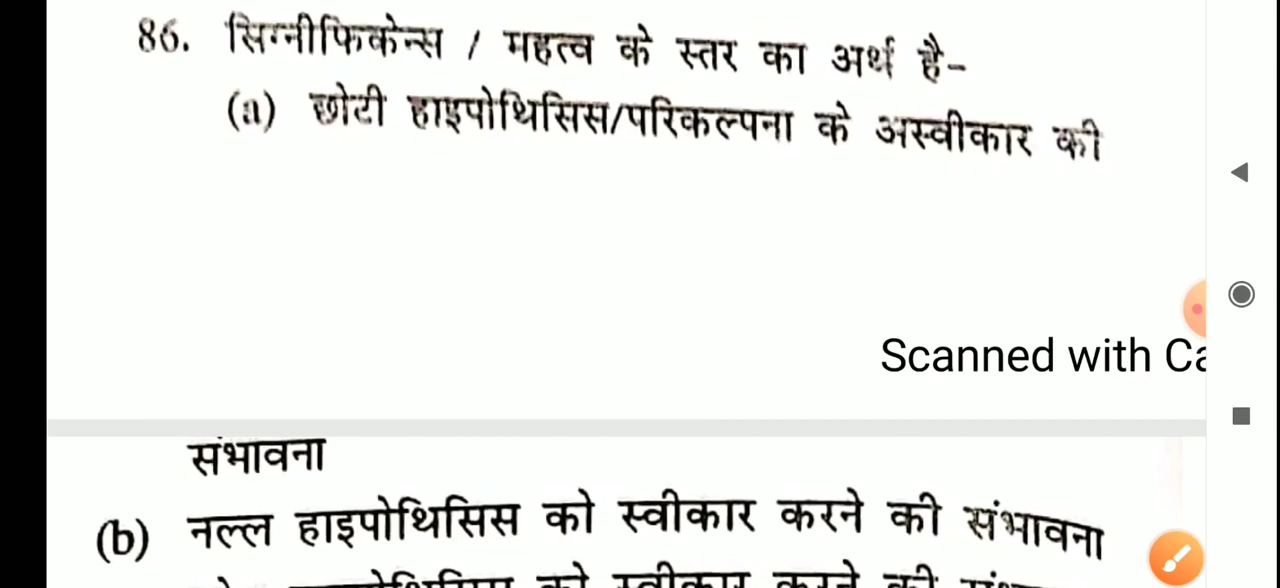 86. सिग्नीफिकेन्स / महत्व के स्तर का अर्थ है-
(a) छोटी हाइपोथिसिस/परिकल्पना के अस्वीकार की
Scanned with
संभावना
(b) नल्ल हाइपोथिसिस को स्वीकार करने की संभावना